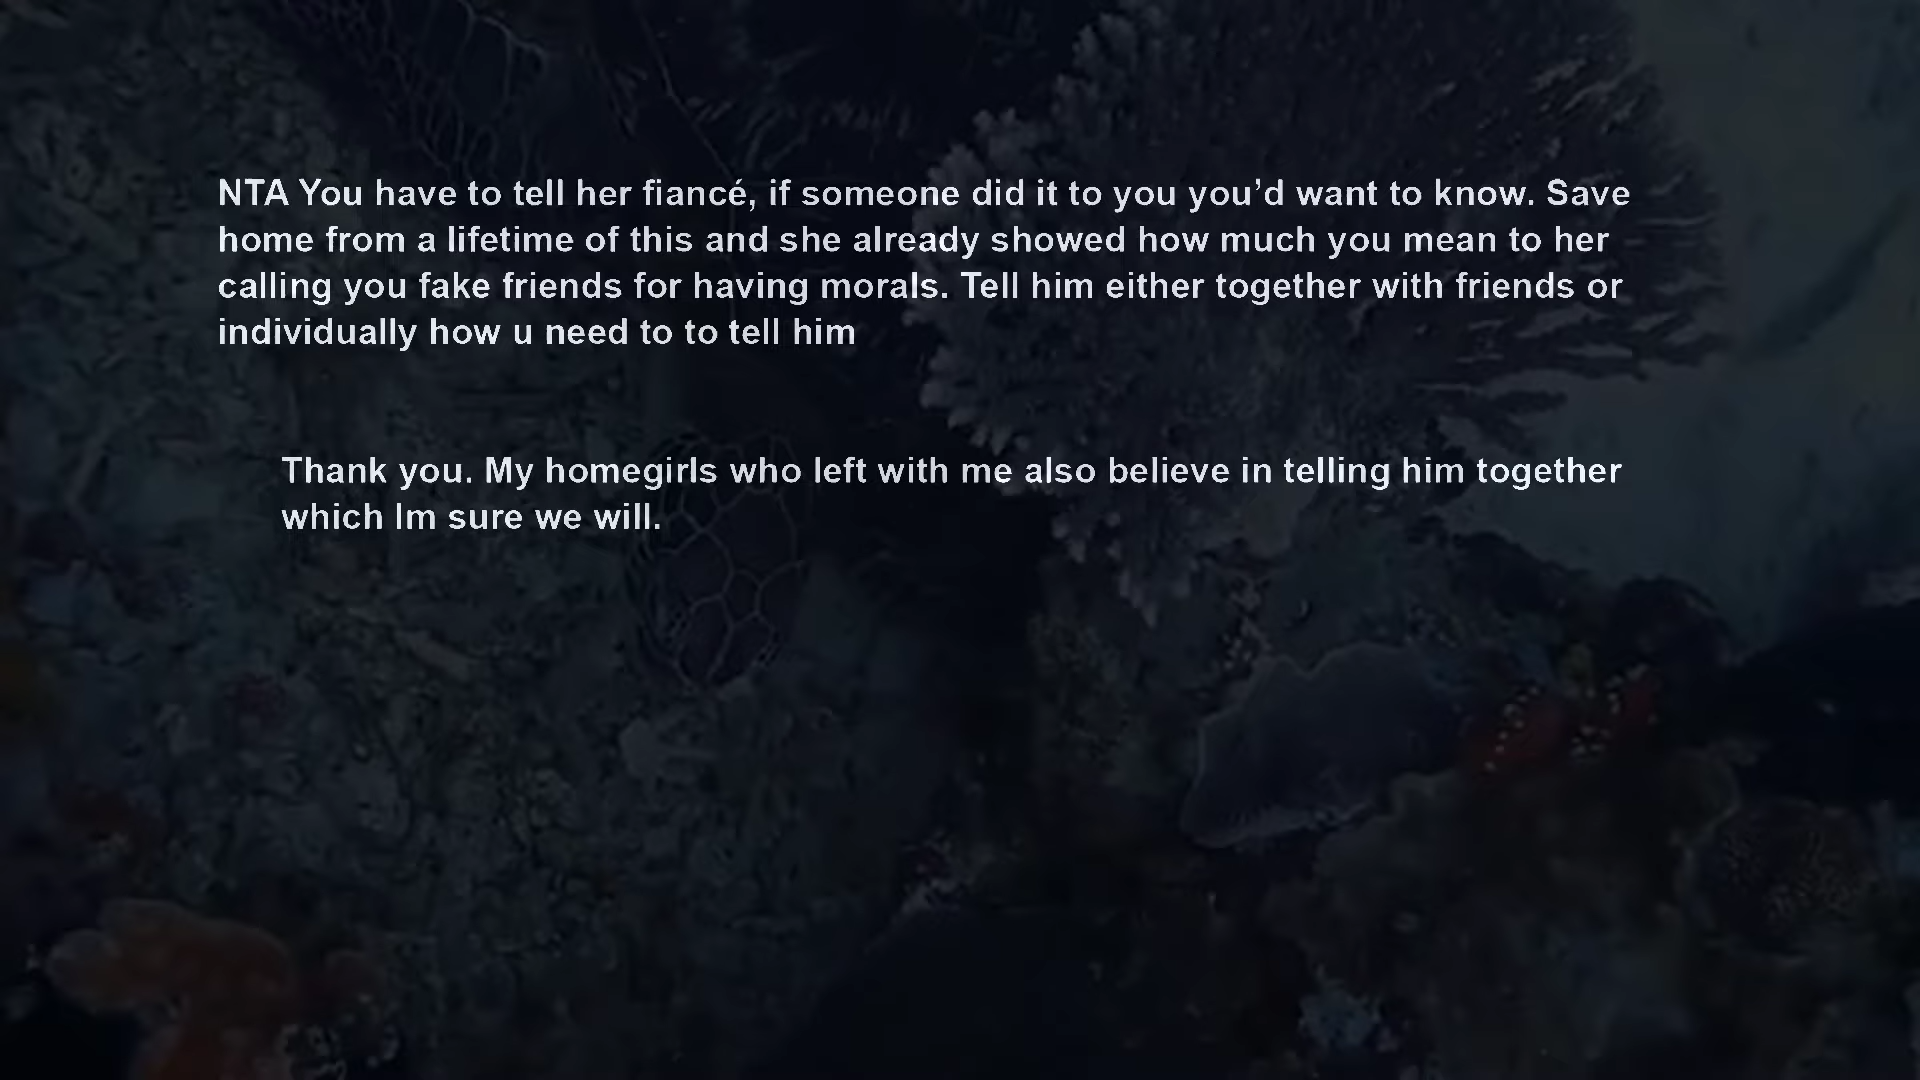 NTA You have to tell her fiancé, if someone did it to you you’d want to know. Save
home from a lifetime of this and she already showed how much you mean to her
calling you fake friends for having morals. Tell him either together with friends or
individually how u need to to tell him
Thank you. My homegirls who left with me also believe in telling him together
which Im sure we will.